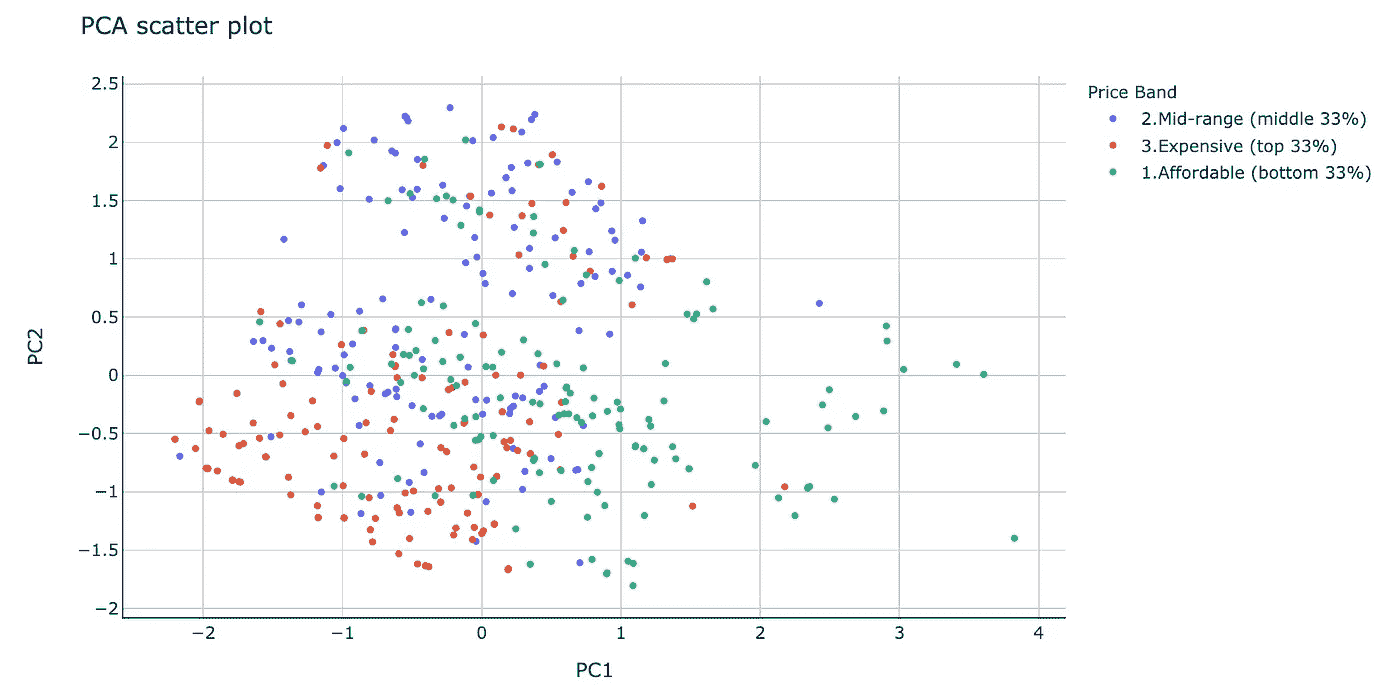 PCA scatter plot
2.5
2
1.5
1
0.5
0
−0.5
−1
−1.5
−2
PC2
−2 −1 0 1 2 3 4
PC1
Price Band
2.Mid-range (middle 33%)
3.Expensive (top 33%)
1.Affordable (bottom 33%)